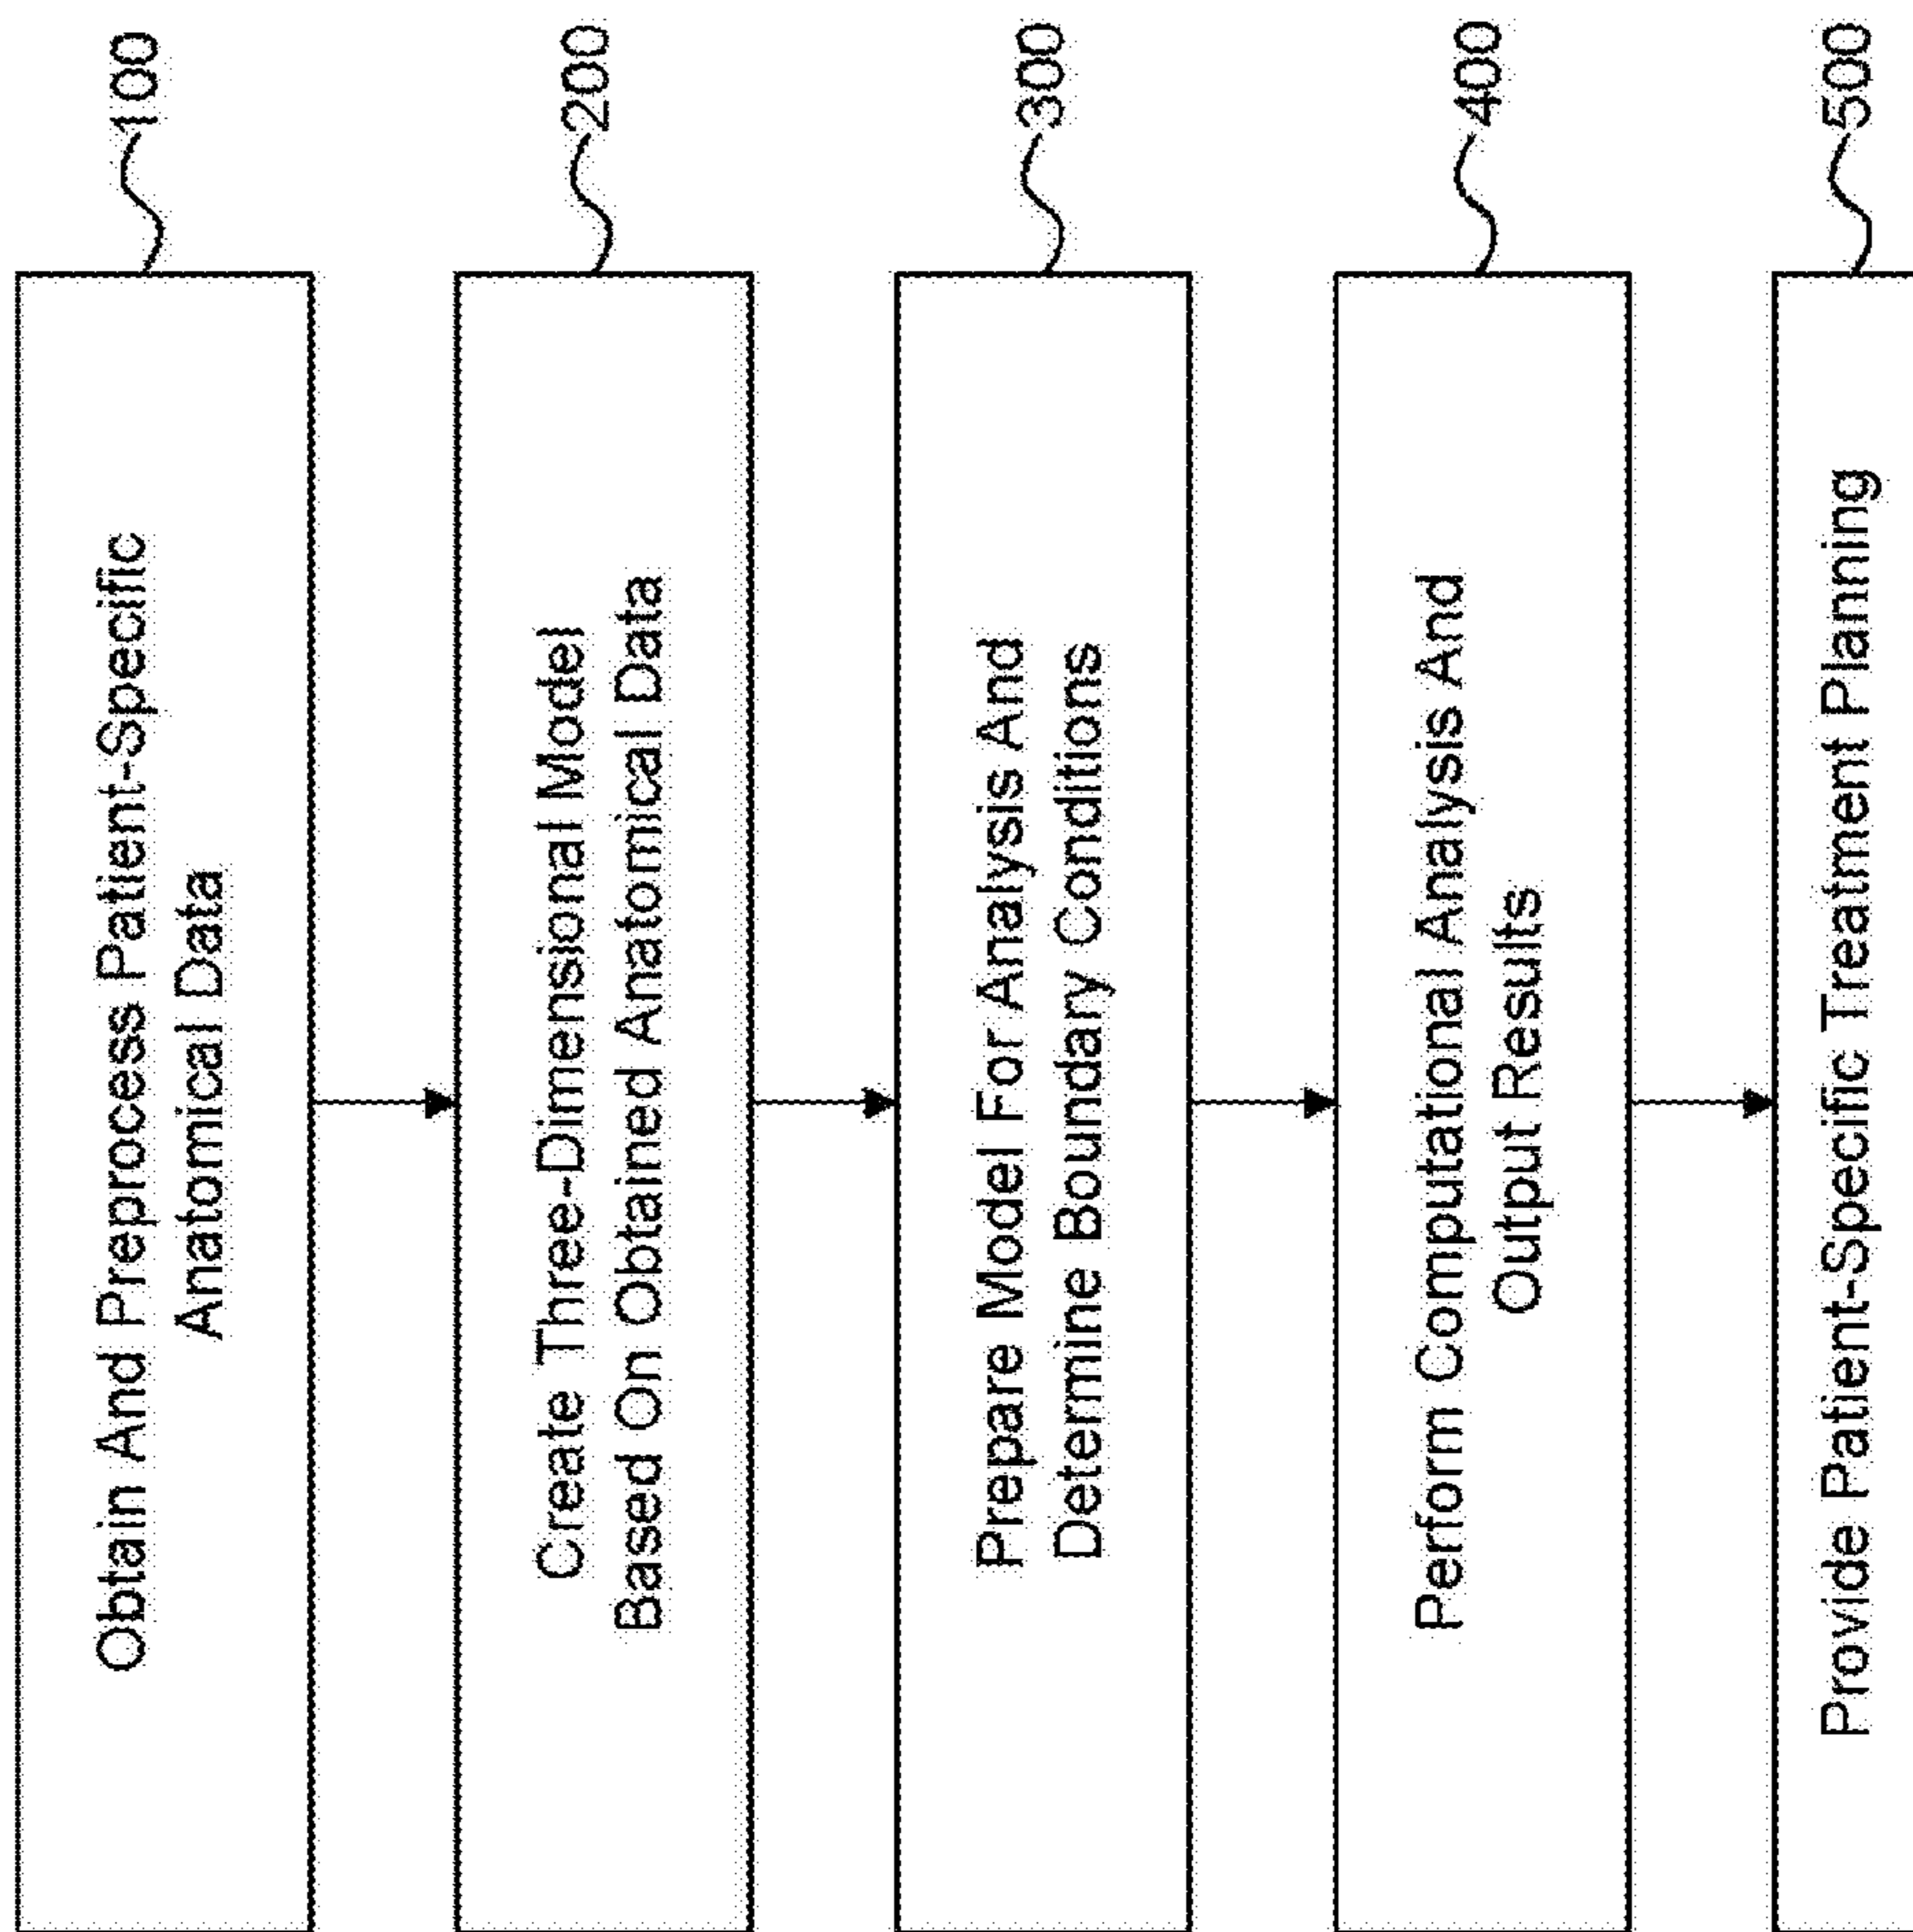 Obtain And Preprocess Patient-Specific
Anatomical Data
100
Create Three-Dimensional Model
Based On Obtained Anatomical Data
200
Prepare Model For Analysis And
Determine Boundary Conditions
300
Perform Computational Analysis And
Output Results
400
Provide Patient-Specific Treatment Planning
500